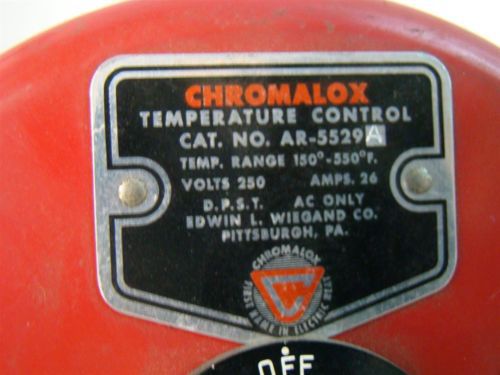 CHROMALOX
TEMPERATURE CONTROL
CAT. NO. AR-5529A
TEMP. RANGE 150°-550°F.
VOLTS 250 AMPS. 26
D.P.S.T. AC ONLY
EDWIN L. WIEGAND CO.
PITTSBURGH, PA.
CHROMALOX
FIRST NAME IN ELECTRIC HEAT
OFF